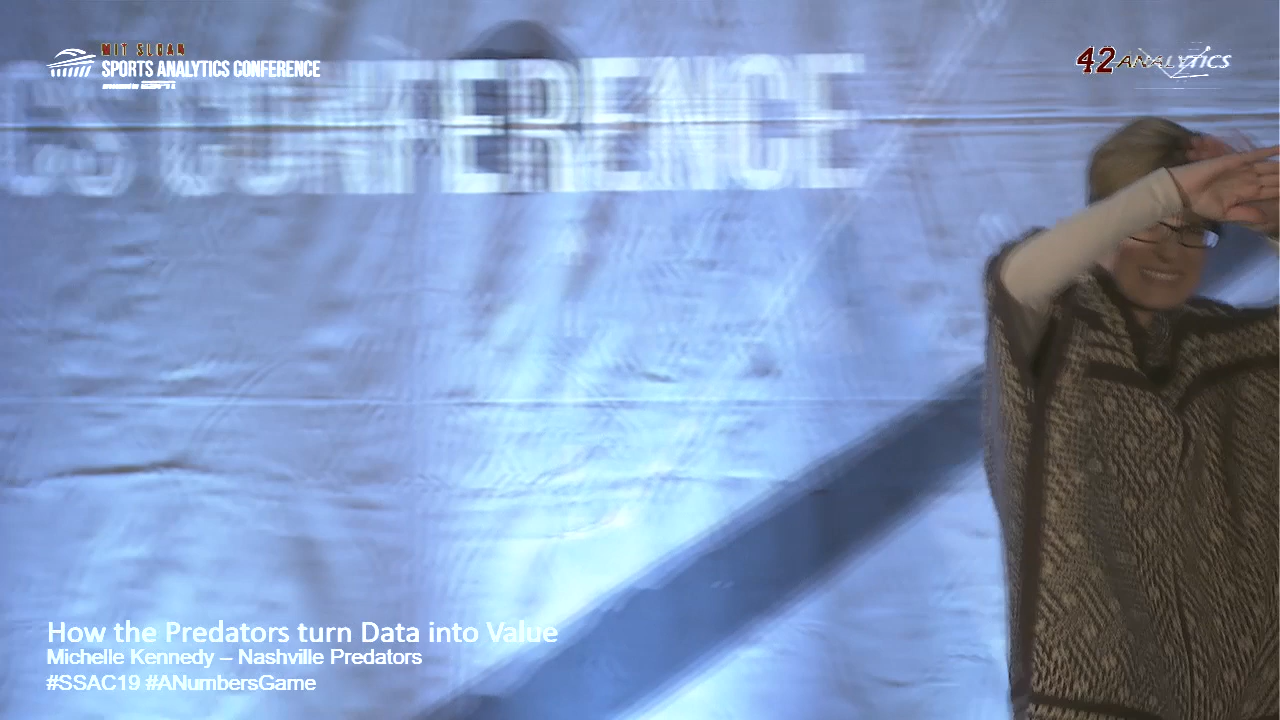 MIT SLOAN
SPORTS ANALYTICS CONFERENCE
42 ANALYTICS
CS CONFERENCE
How the Predators turn Data into Value
Michelle Kennedy – Nashville Predators
#SSAC19 #ANumbersGame